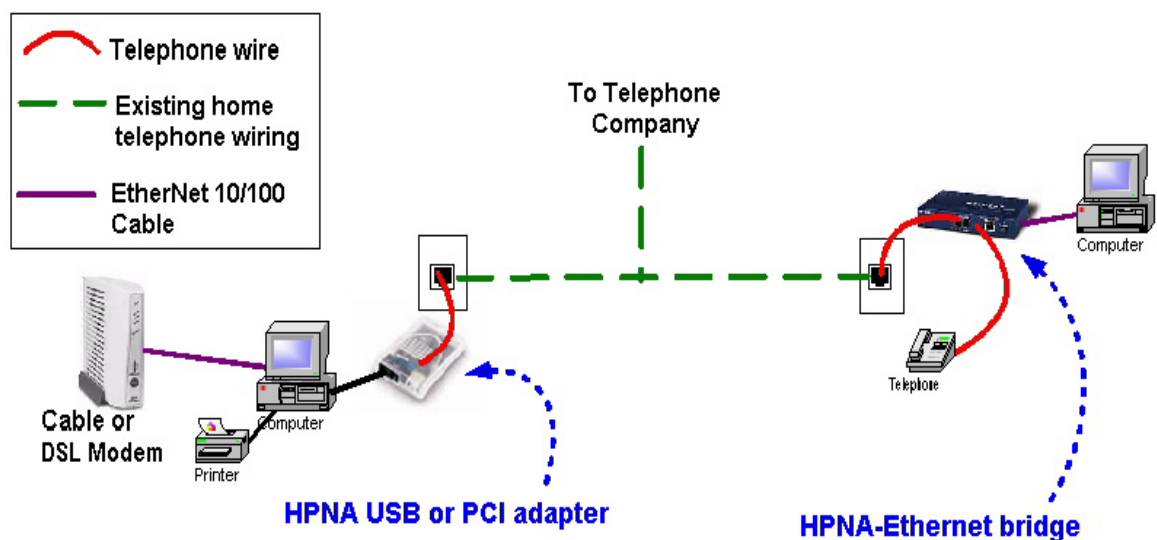 Telephone wire
Existing home
telephone wiring
EtherNet 10/100
Cable
To Telephone
Company
Computer
Telephone
Cable or
DSL Modem
Computer
Printer
HPNA USB or PCI adapter
HPNA-Ethernet bridge